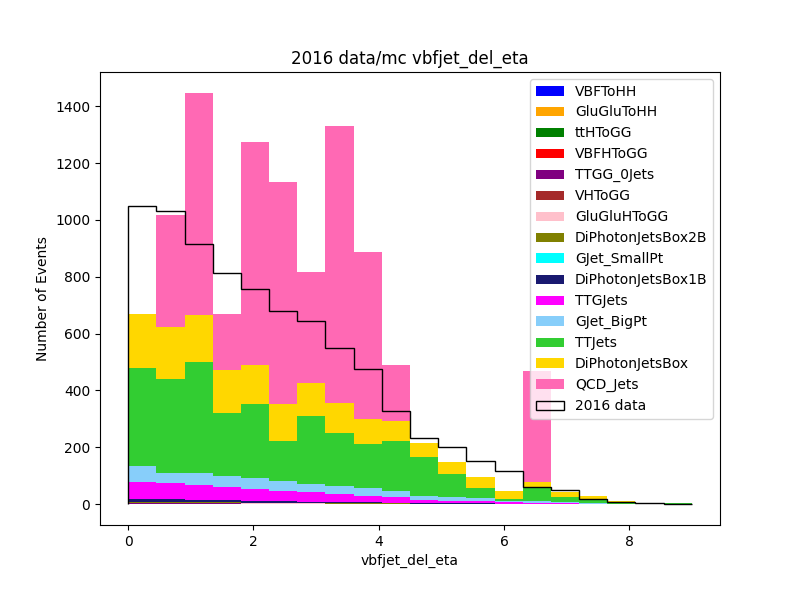 2016 data/mc vbfjet_del_eta
Number of Events
1400
1200
1000
800
600
400
200
0
0 2 4 6 8
vbfjet_del_eta
VBFToHH
GluGluToHH
ttHToGG
VBFHToGG
TTGG_0Jets
VHToGG
GluGluHToGG
DiPhotonJetsBox2B
GJet_SmallPt
DiPhotonJetsBox1B
TTGJets
GJet_BigPt
TTJets
DiPhotonJetsBox
QCD_Jets
2016 data